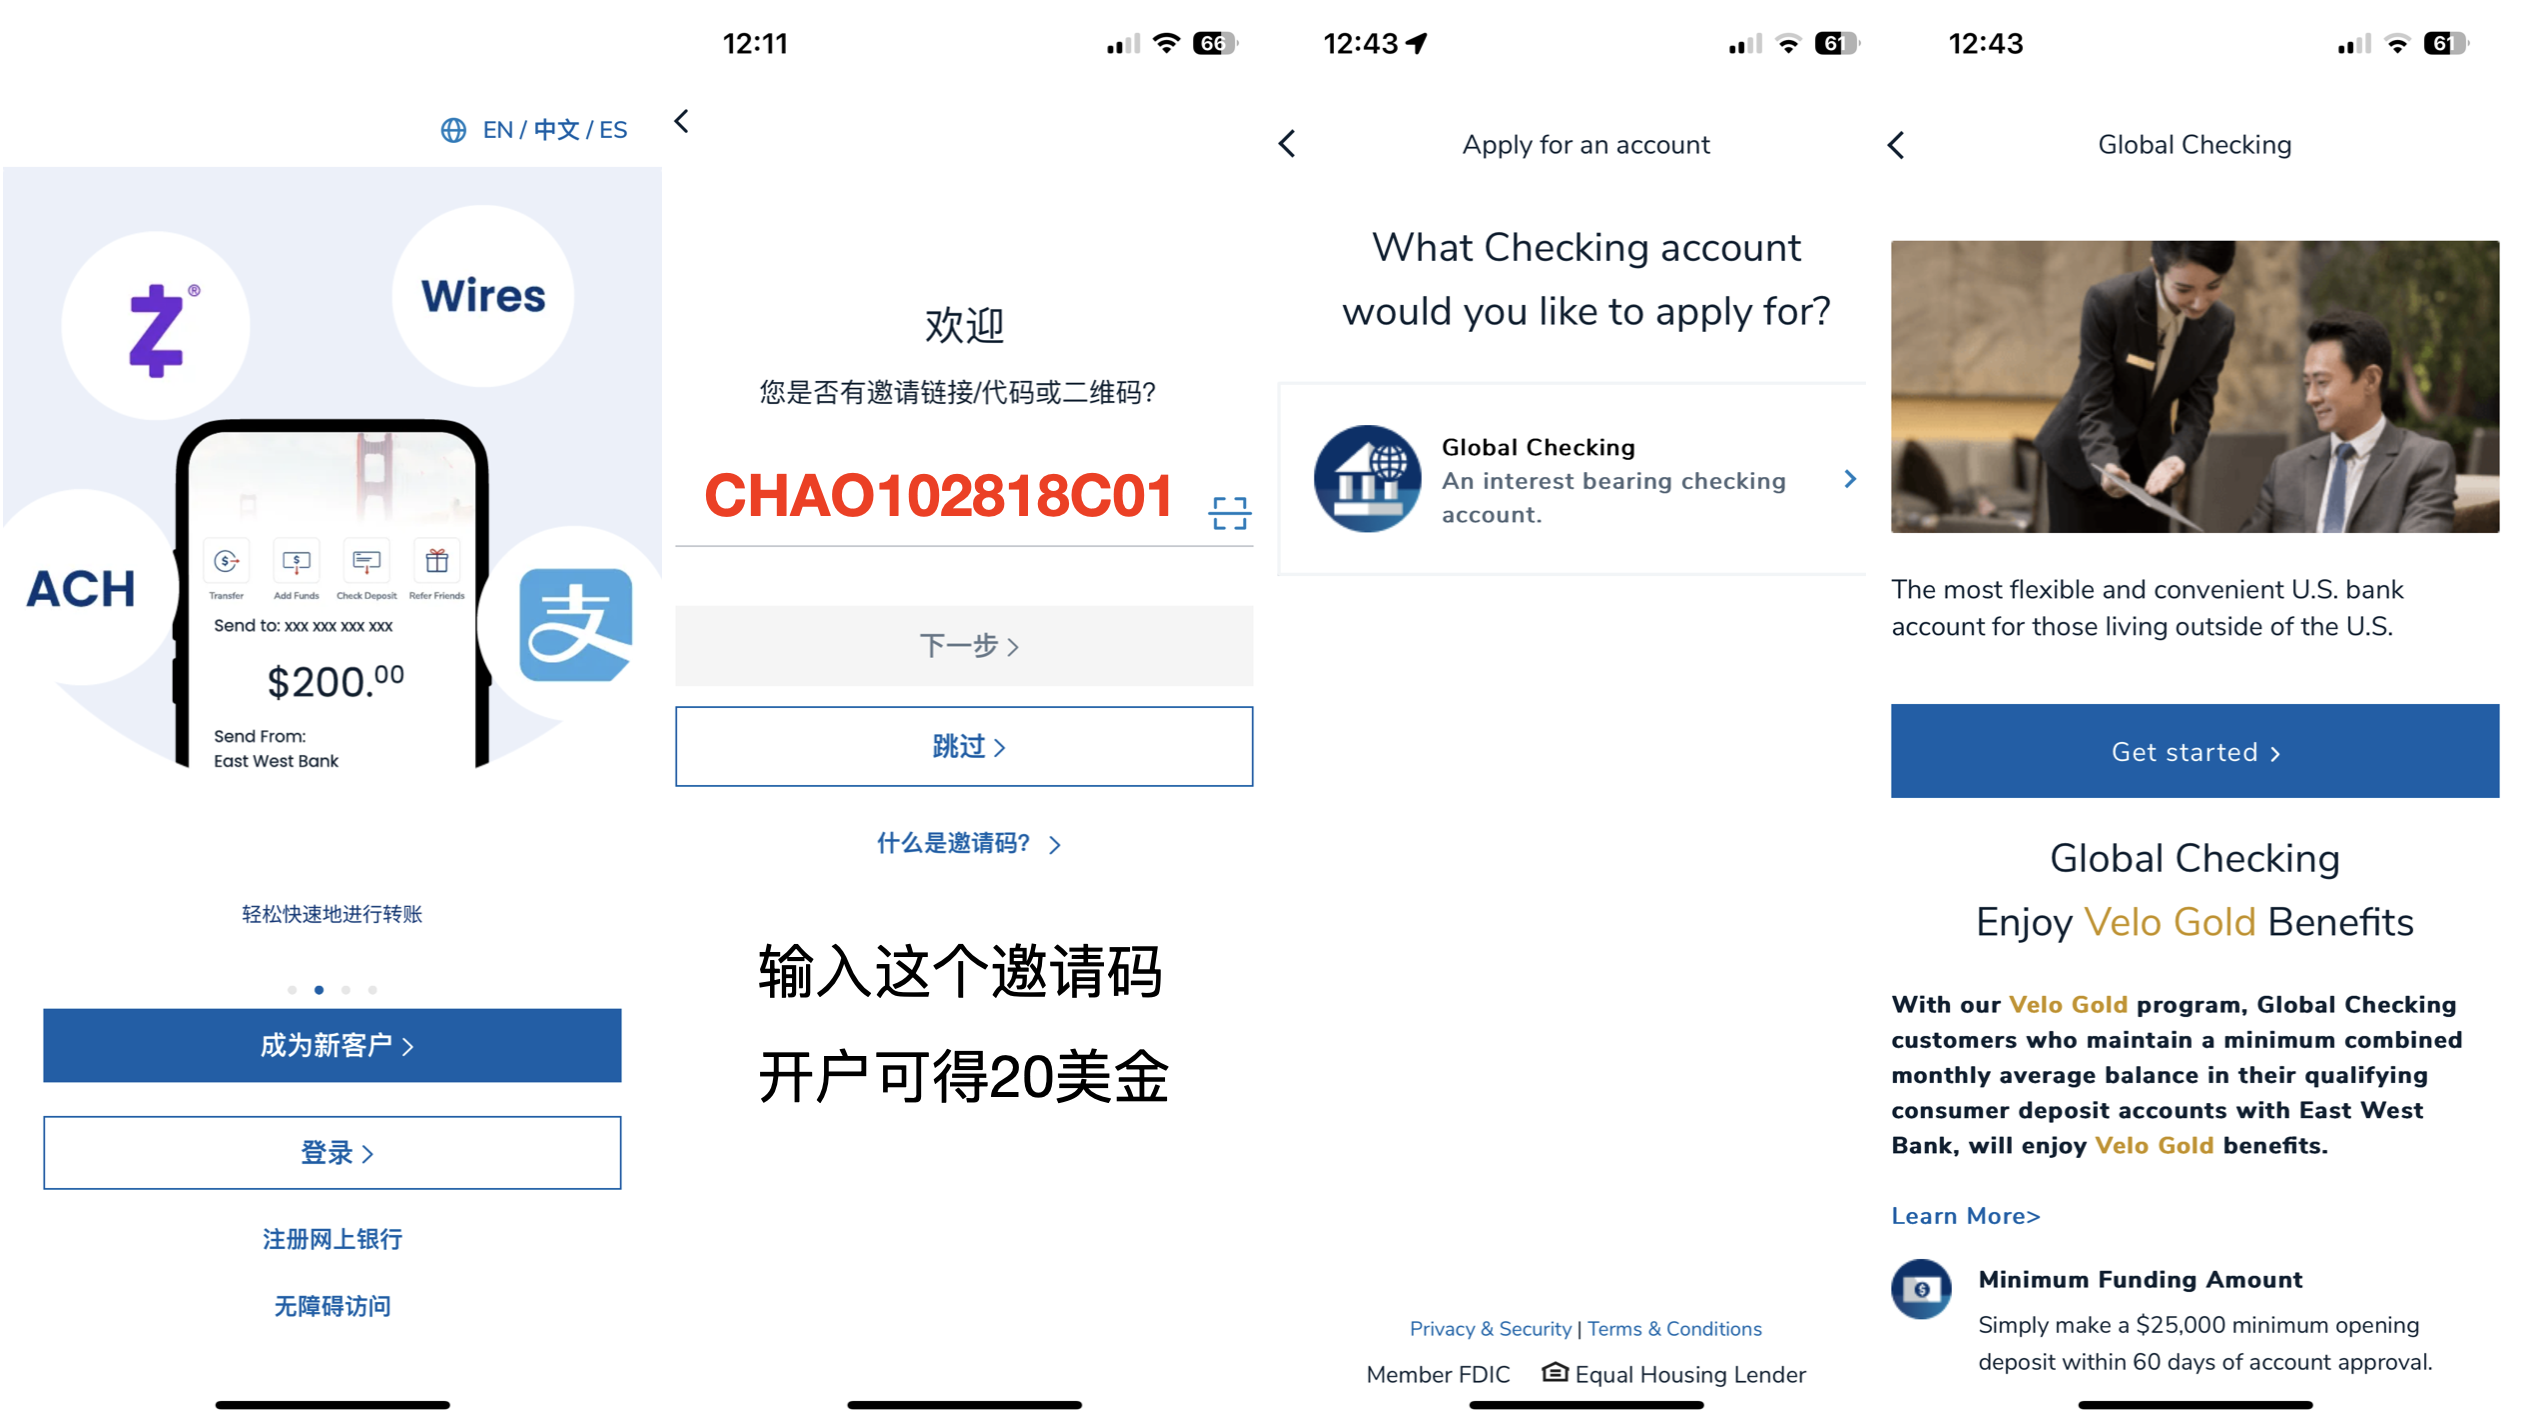 EN / 中文 / ES
Z®
Wires
ACH
支
Transfer
Add Funds
Check Deposit
Refer Friends
Send to: xxx xxx xxx xxx
$200.00
Send From:
East West Bank
轻松快速地进行转账
成为新客户 >
登录 >
注册网上银行
无障碍访问
12:11
66
欢迎
您是否有邀请链接/代码或二维码?
CHAO102818C01
下一步 >
跳过 >
什么是邀请码? >
输入这个邀请码
开户可得20美金
12:43
61
Apply for an account
What Checking account
would you like to apply for?
Global Checking
An interest bearing checking
account.
Privacy & Security | Terms & Conditions
Member FDIC Equal Housing Lender
12:43
61
Global Checking
The most flexible and convenient U.S. bank
account for those living outside of the U.S.
Get started >
Global Checking
Enjoy Velo Gold Benefits
With our Velo Gold program, Global Checking
customers who maintain a minimum combined
monthly average balance in their qualifying
consumer deposit accounts with East West
Bank, will enjoy Velo Gold benefits.
Learn More>
Minimum Funding Amount
Simply make a $25,000 minimum opening
deposit within 60 days of account approval.